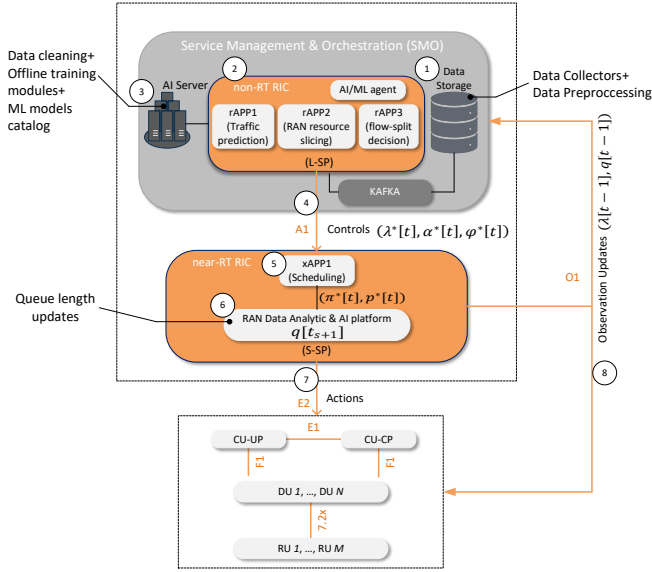 Service Management & Orchestration (SMO)
Data cleaning+
Offline training
modules+
ML models
catalog
3
AI Server
2
non-RT RIC
AI/ML agent
1
Data
Storage
Data Collectors+
Data Preproccessing
rAPP1
(Traffic
prediction)
rAPP2
(RAN resource
slicing)
rAPP3
(flow-split
decision)
(L-SP)
KAFKA
4
A1
Controls (λ*[t], α*[t], φ*[t])
near-RT RIC
5
xAPP1
(Scheduling)
(π*[t], p*[t])
Queue length
updates
6
RAN Data Analytic & AI platform
q[tₛ₊₁]
(S-SP)
O1
Observation Updates (λ[t − 1], q[t − 1])
7
8
E2
Actions
E1
CU-UP
CU-CP
F1
F1
DU 1, …, DU N
7.2x
RU 1, …, RU M